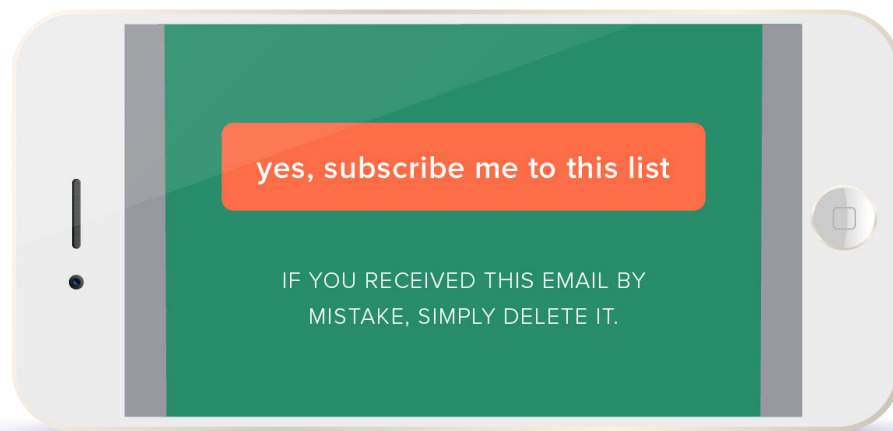 yes, subscribe me to this list
IF YOU RECEIVED THIS EMAIL BY
MISTAKE, SIMPLY DELETE IT.